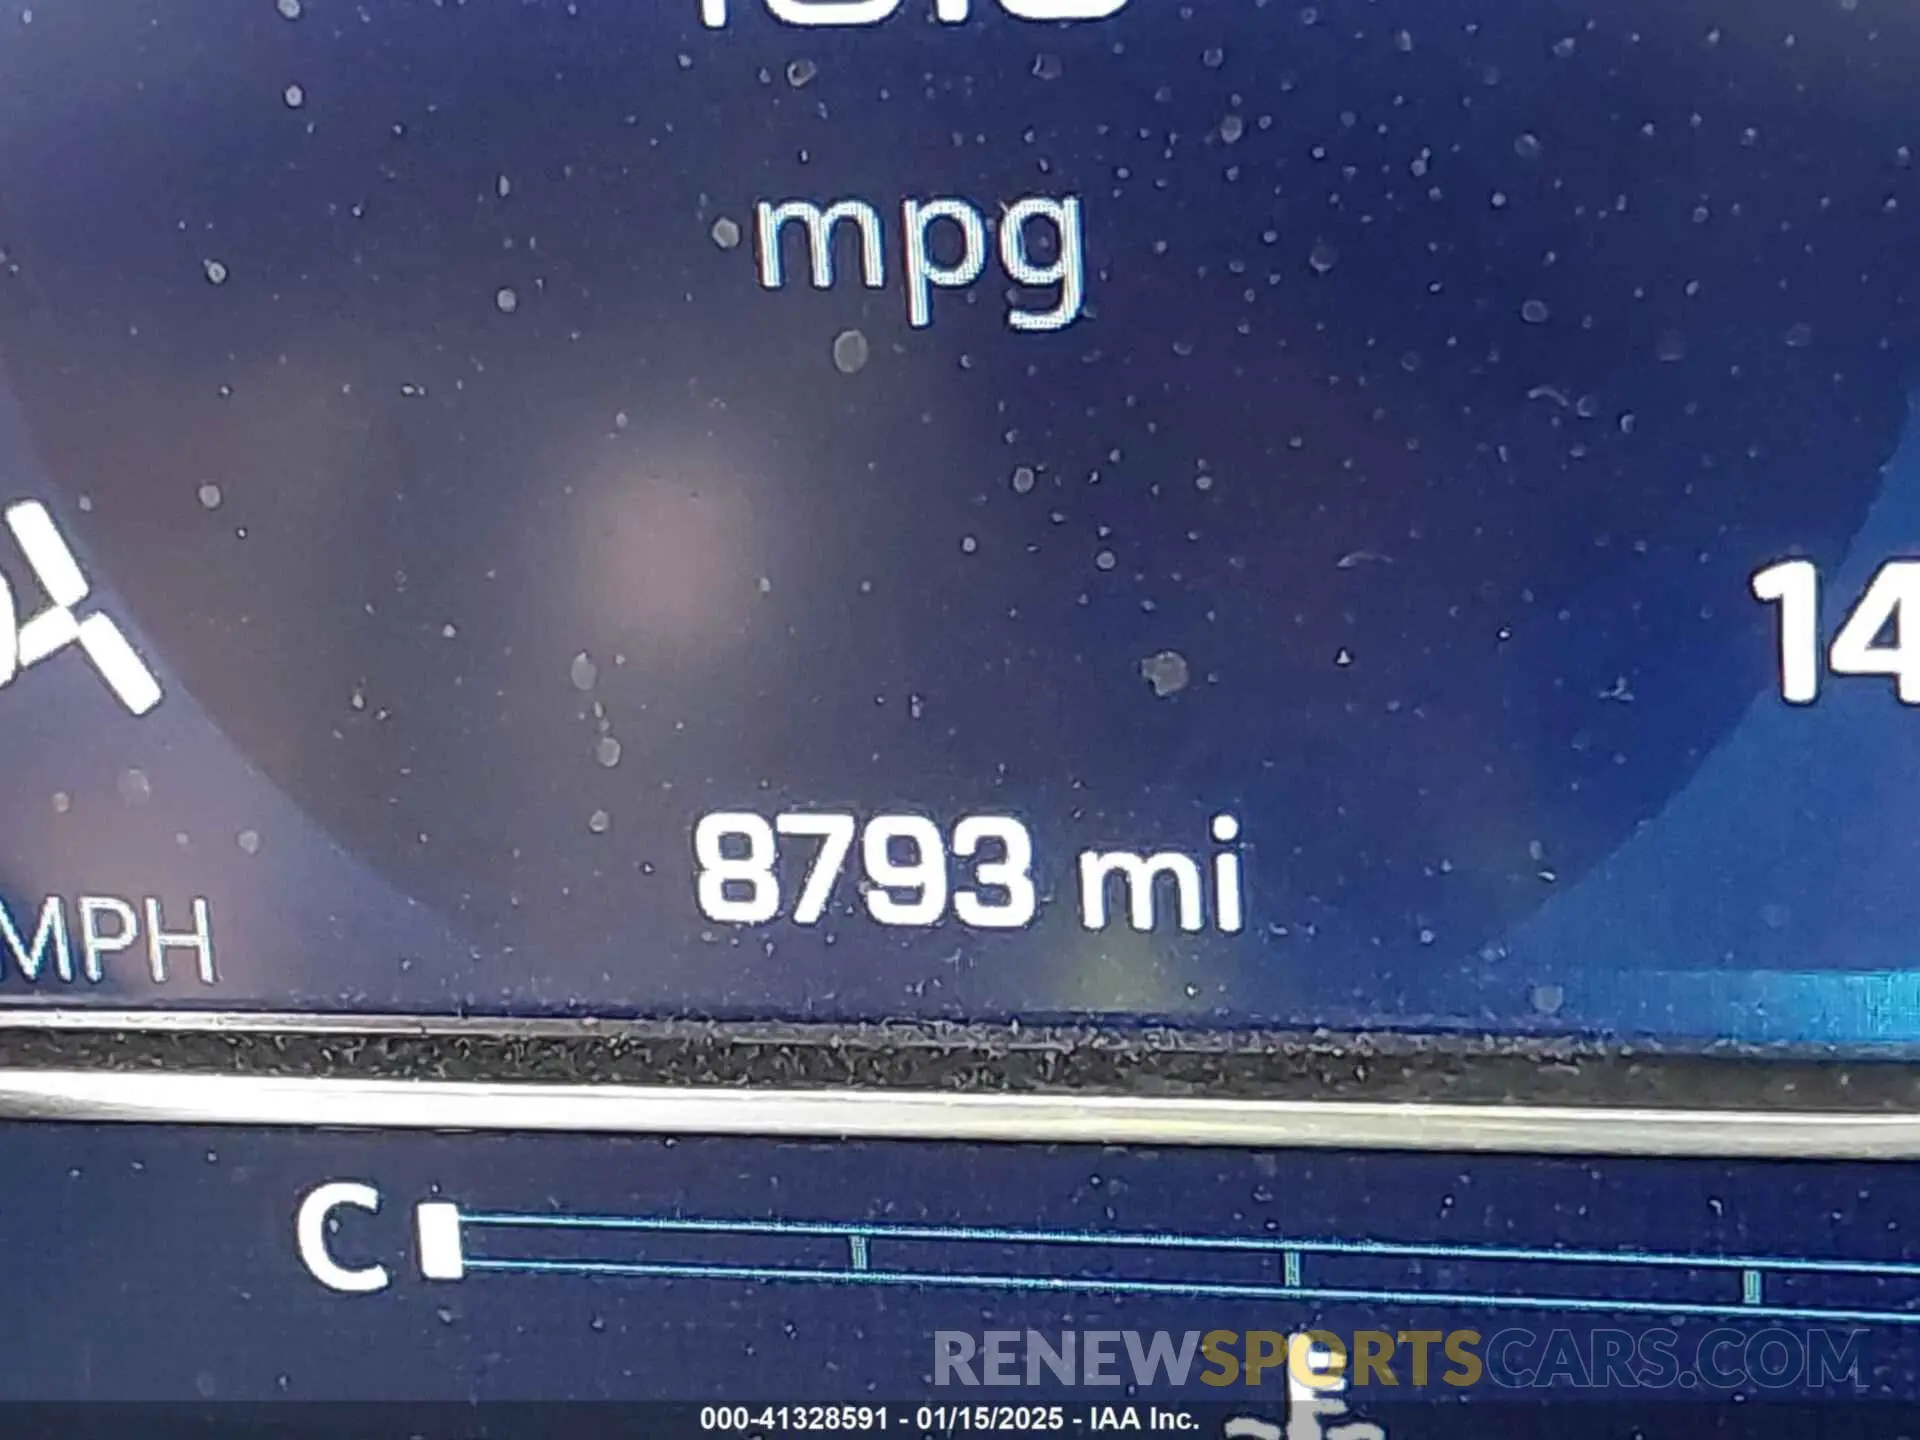 mpg
14
8793 mi
MPH
C
RENEWSPORTSCARS.COM
000-41328591 - 01/15/2025 - IAA Inc.